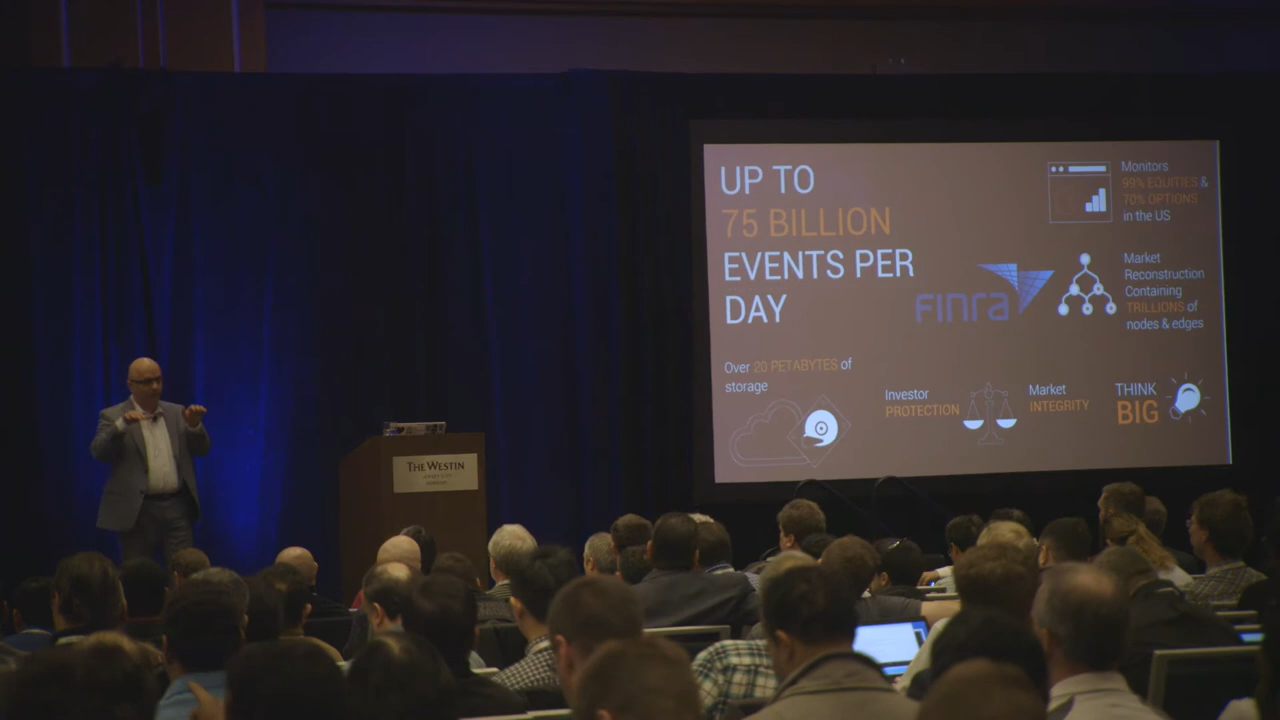 UP TO
75 BILLION
EVENTS PER
DAY
Monitors
99% EQUITIES &
70% OPTIONS
in the US
finra
Market
Reconstruction
Containing
TRILLIONS of
nodes & edges
Over 20 PETABYTES of
storage
Investor
PROTECTION
Market
INTEGRITY
THINK
BIG
THE WESTIN